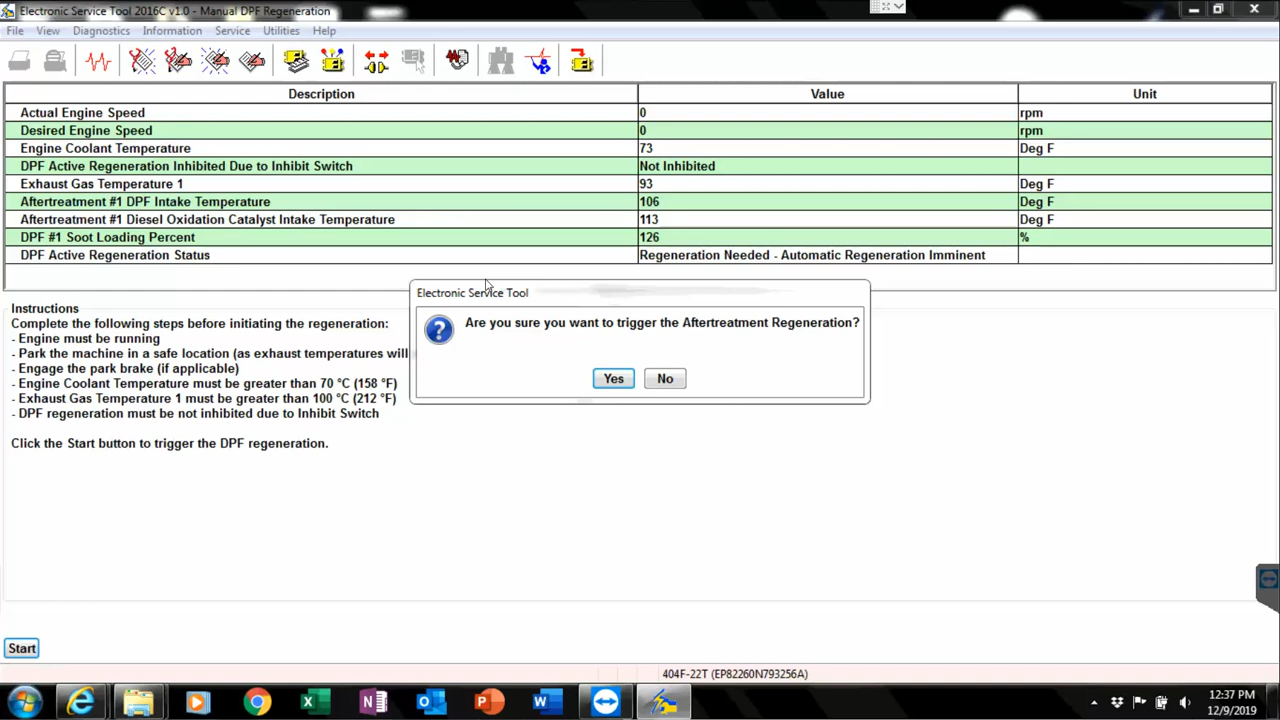 Electronic Service Tool 2016C v1.0 - Manual DPF Regeneration
File View Diagnostics Information Service Utilities Help
Description Value Unit
Actual Engine Speed 0 rpm
Desired Engine Speed 0 rpm
Engine Coolant Temperature 73 Deg F
DPF Active Regeneration Inhibited Due to Inhibit Switch Not Inhibited
Exhaust Gas Temperature 1 93 Deg F
Aftertreatment #1 DPF Intake Temperature 106 Deg F
Aftertreatment #1 Diesel Oxidation Catalyst Intake Temperature 113 Deg F
DPF #1 Soot Loading Percent 126 %
DPF Active Regeneration Status Regeneration Needed - Automatic Regeneration Imminent
Electronic Service Tool
Are you sure you want to trigger the Aftertreatment Regeneration?
Yes No
Instructions
Complete the following steps before initiating the regeneration:
- Engine must be running
- Park the machine in a safe location (as exhaust temperatures will
- Engage the park brake (if applicable)
- Engine Coolant Temperature must be greater than 70 °C (158 °F)
- Exhaust Gas Temperature 1 must be greater than 100 °C (212 °F)
- DPF regeneration must be not inhibited due to Inhibit Switch
Click the Start button to trigger the DPF regeneration.
Start
404F-22T (EP82260N793256A)
12:37 PM
12/9/2019